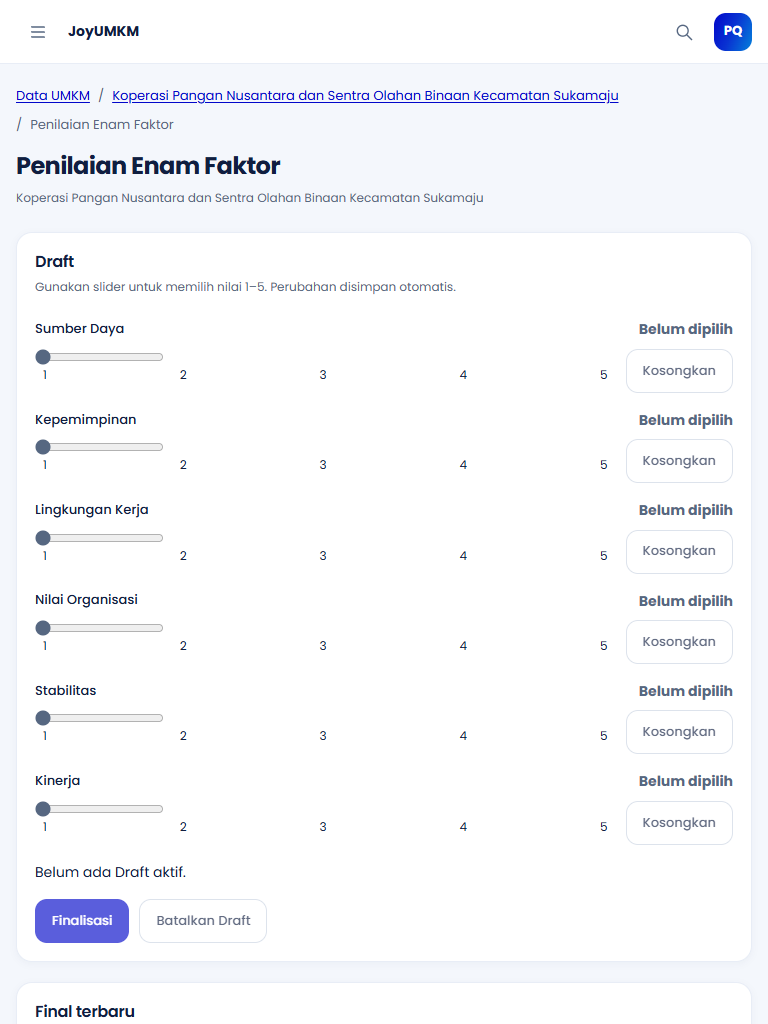 JoyUMKM
PQ
Data UMKM / Koperasi Pangan Nusantara dan Sentra Olahan Binaan Kecamatan Sukamaju
/ Penilaian Enam Faktor
Penilaian Enam Faktor
Koperasi Pangan Nusantara dan Sentra Olahan Binaan Kecamatan Sukamaju
Draft
Gunakan slider untuk memilih nilai 1–5. Perubahan disimpan otomatis.
Sumber Daya Belum dipilih
1 2 3 4 5 Kosongkan
Kepemimpinan Belum dipilih
1 2 3 4 5 Kosongkan
Lingkungan Kerja Belum dipilih
1 2 3 4 5 Kosongkan
Nilai Organisasi Belum dipilih
1 2 3 4 5 Kosongkan
Stabilitas Belum dipilih
1 2 3 4 5 Kosongkan
Kinerja Belum dipilih
1 2 3 4 5 Kosongkan
Belum ada Draft aktif.
Finalisasi Batalkan Draft
Final terbaru